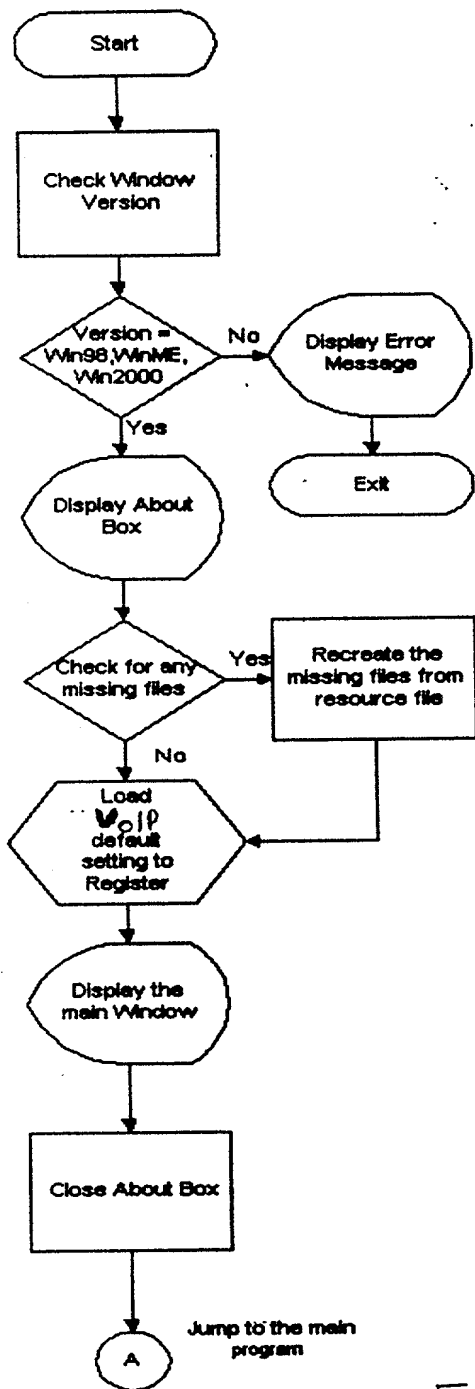 Start
Check Window
Version
Version =
Win98,WinME,
Win2000
No
Display Error
Message
Yes
Exit
Display About
Box
Check for any
missing files
Yes
Recreate the
missing files from
resource file
No
Load
VoIP
default
setting to
Register
Display the
main Window
Close About Box
A
Jump to the main
program